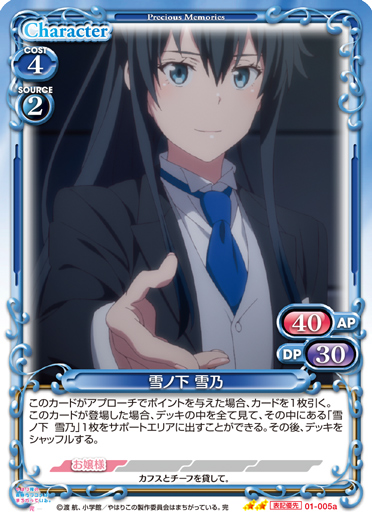 Precious Memories
Character
COST
4
SOURCE
2
40 AP
DP 30
雪ノ下 雪乃
このカードがアプローチでポイントを与えた場合、カードを1枚引く。
このカードが登場した場合、デッキの中を全て見て、その中にある「雪
ノ下 雪乃」1枚をサポートエリアに出すことができる。その後、デッキを
シャッフルする。
お嬢様
カフスとチーフを貸して。
©渡 航、小学館／やはりこの製作委員会はまちがっている。完
表記優先
01-005a